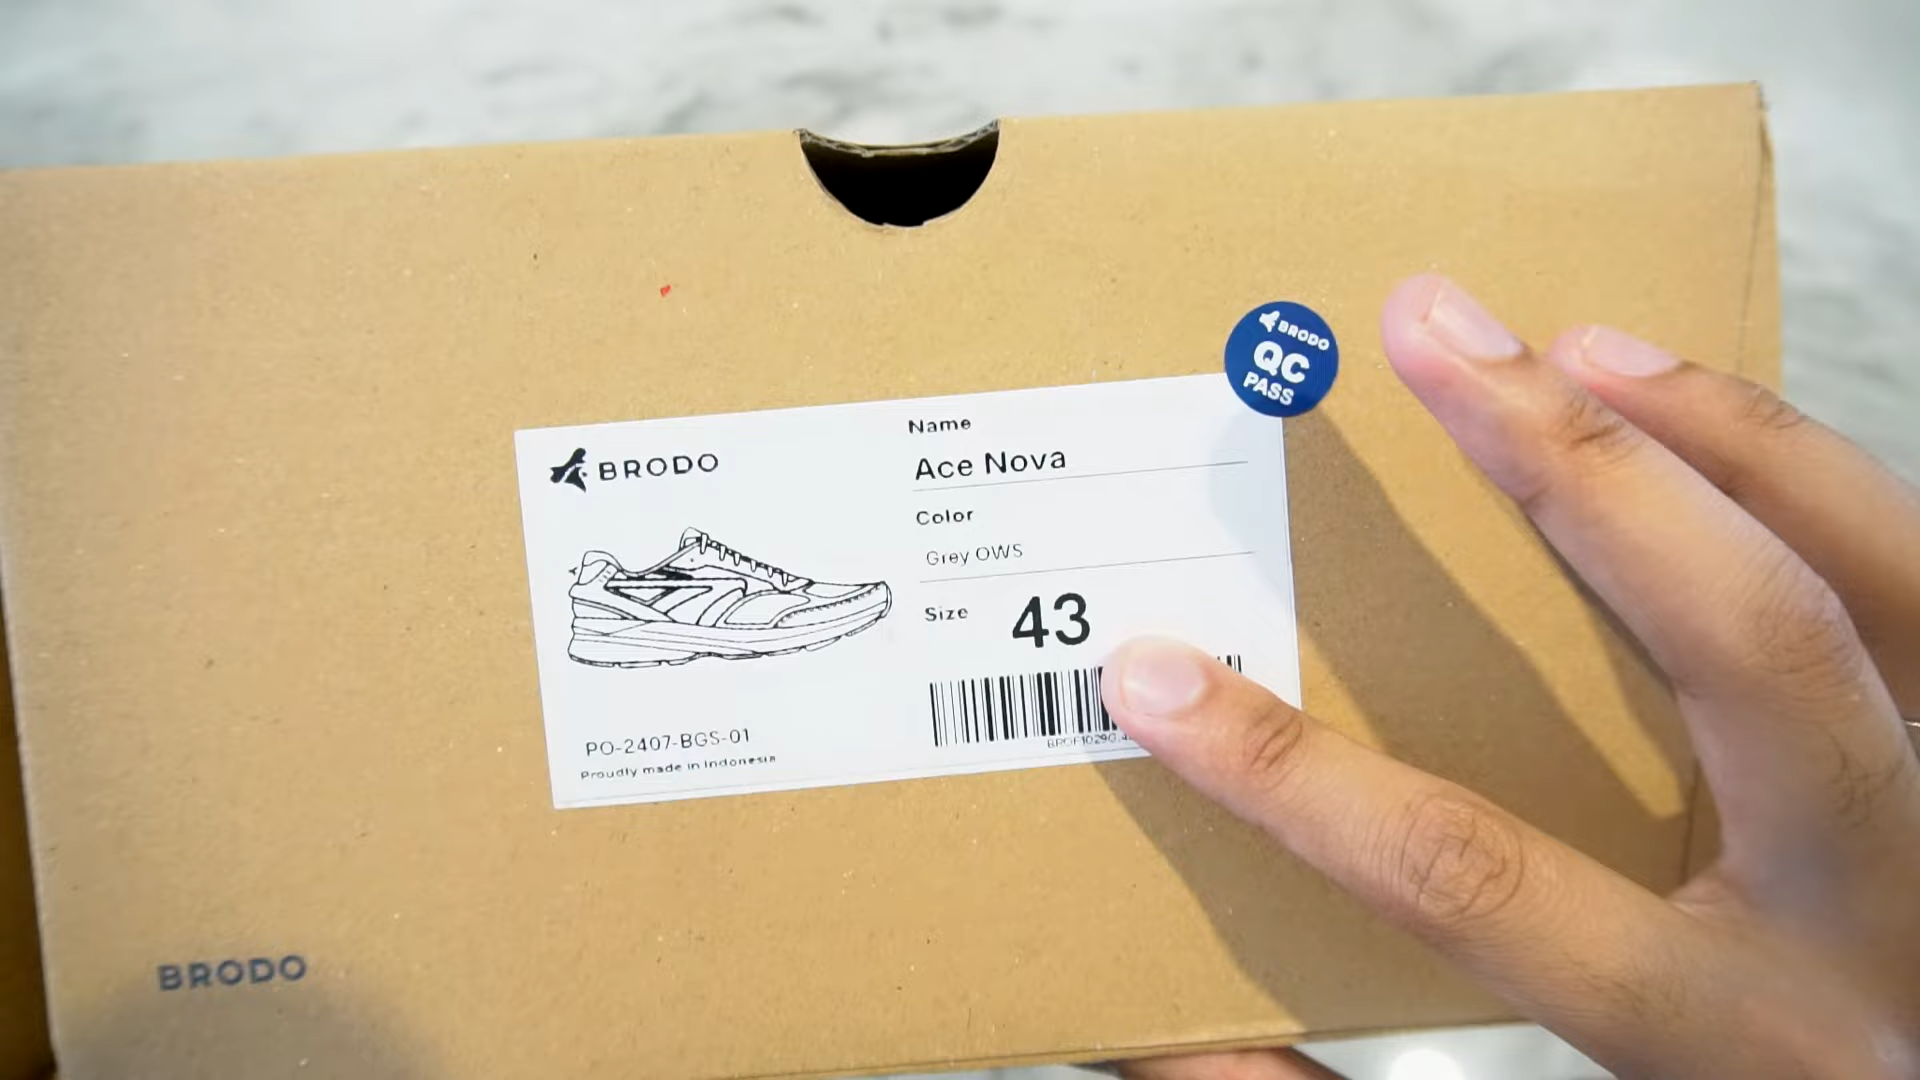 BRODO
QC
PASS
BRODO
Name
Ace Nova
Color
Grey OWS
Size 43
PO-2407-BGS-01
Proudly made in Indonesia
BRODO